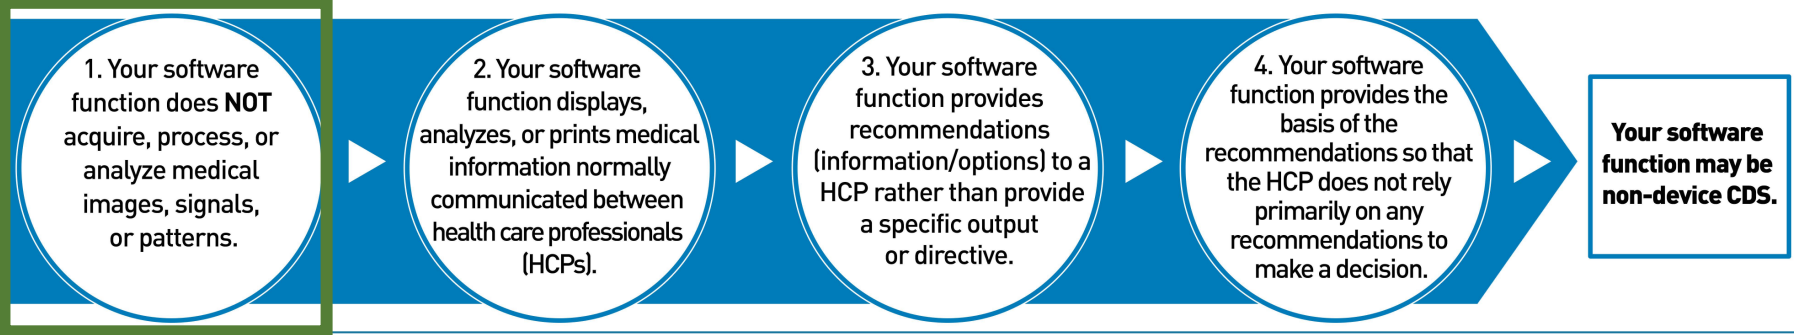 1. Your software
function does NOT
acquire, process, or
analyze medical
images, signals,
or patterns.
2. Your software
function displays,
analyzes, or prints medical
information normally
communicated between
health care professionals
(HCPs).
3. Your software
function provides
recommendations
(information/options) to a
HCP rather than provide
a specific output
or directive.
4. Your software
function provides the
basis of the
recommendations so that
the HCP does not rely
primarily on any
recommendations to
make a decision.
Your software
function may be
non-device CDS.